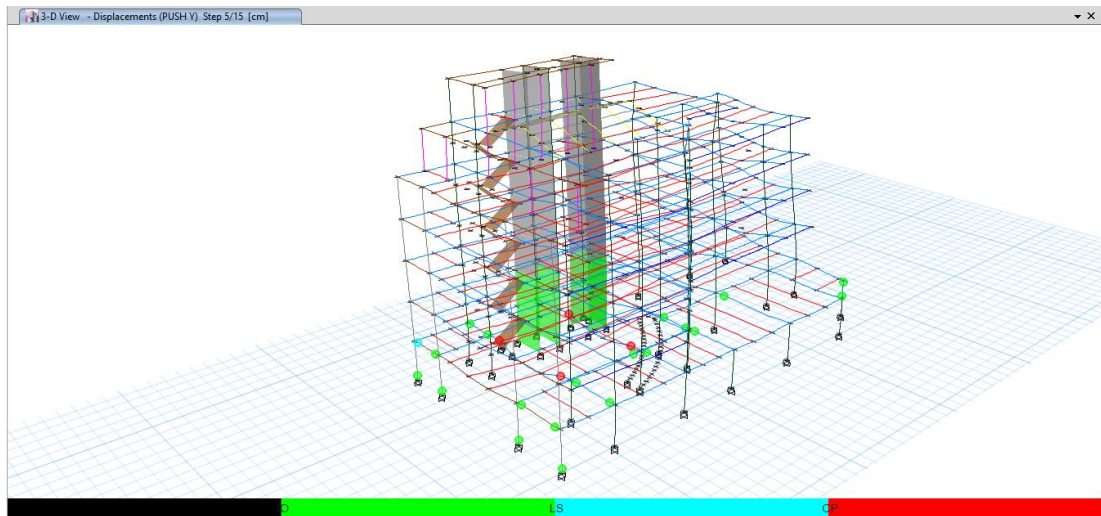 3-D View - Displacements (PUSH Y) Step 5/15 [cm]
IO LS CP